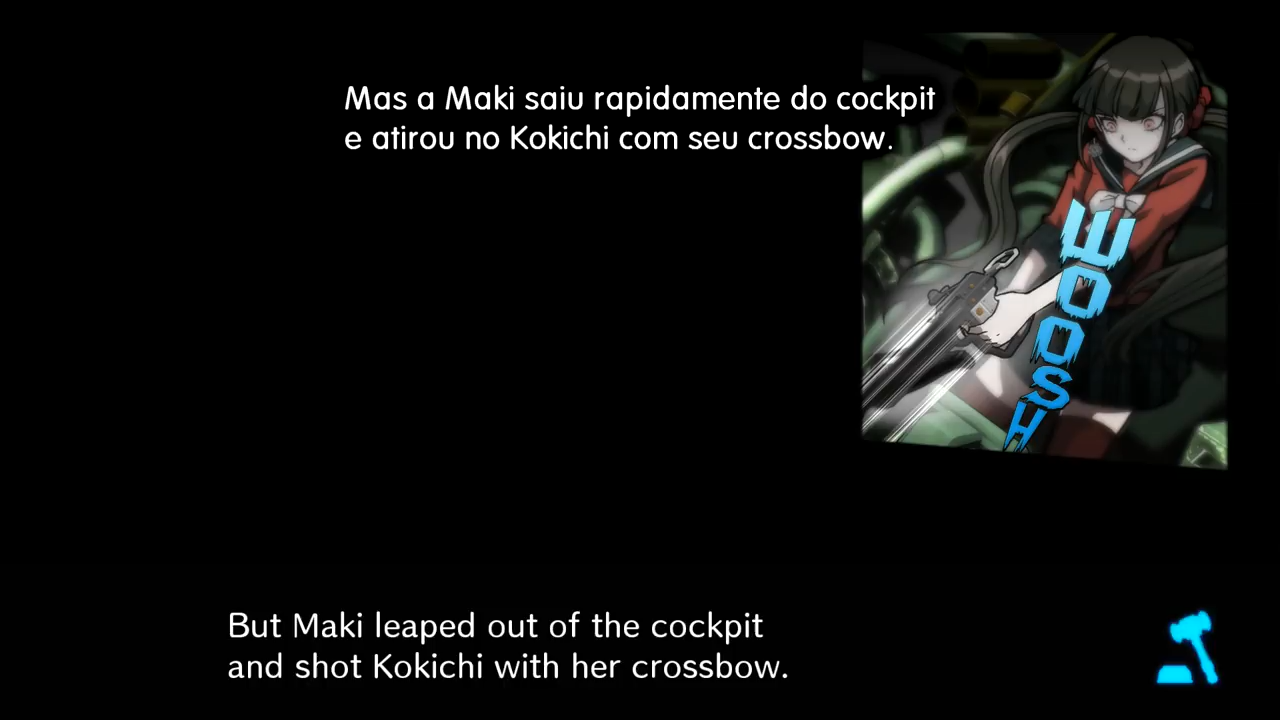 Mas a Maki saiu rapidamente do cockpit
e atirou no Kokichi com seu crossbow.
WOOSH
But Maki leaped out of the cockpit
and shot Kokichi with her crossbow.